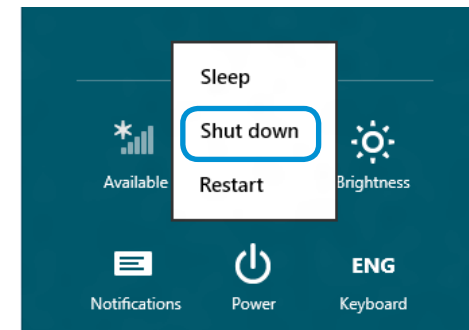 Sleep
Shut down
Restart
Available
Brightness
ENG
Notifications
Power
Keyboard